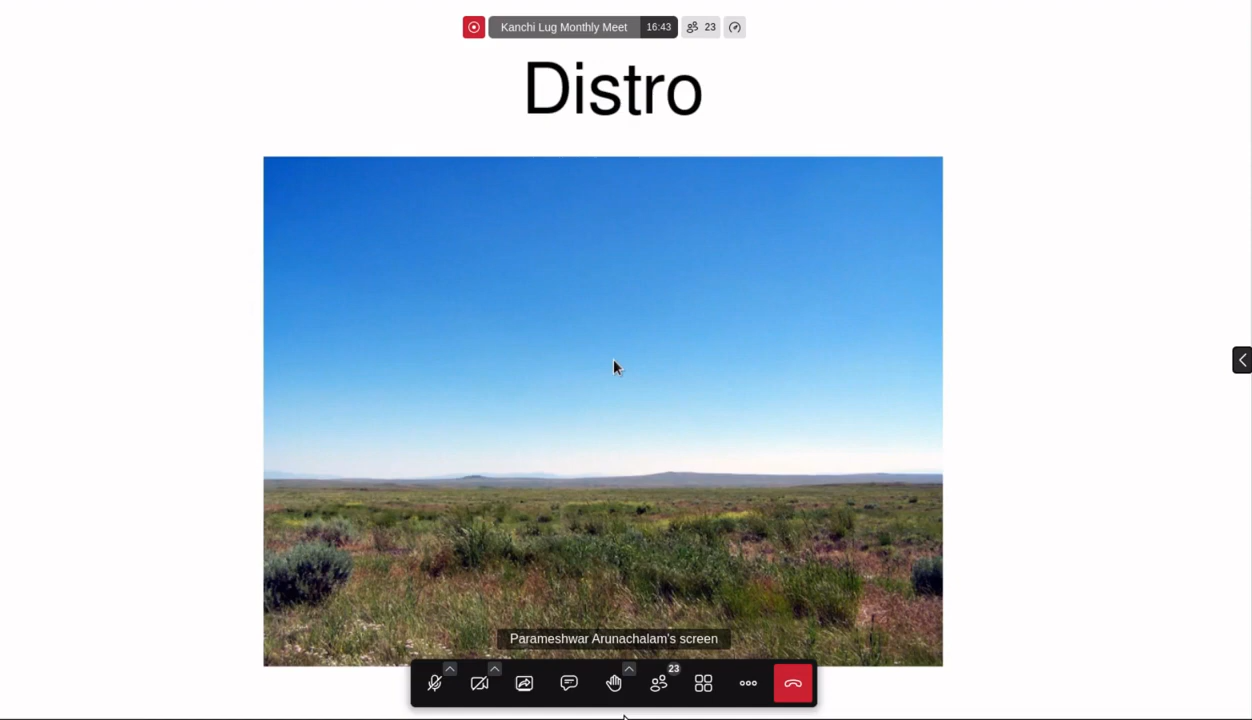 Kanchi Lug Monthly Meet 16:43 23
Distro
Parameshwar Arunachalam's screen
23